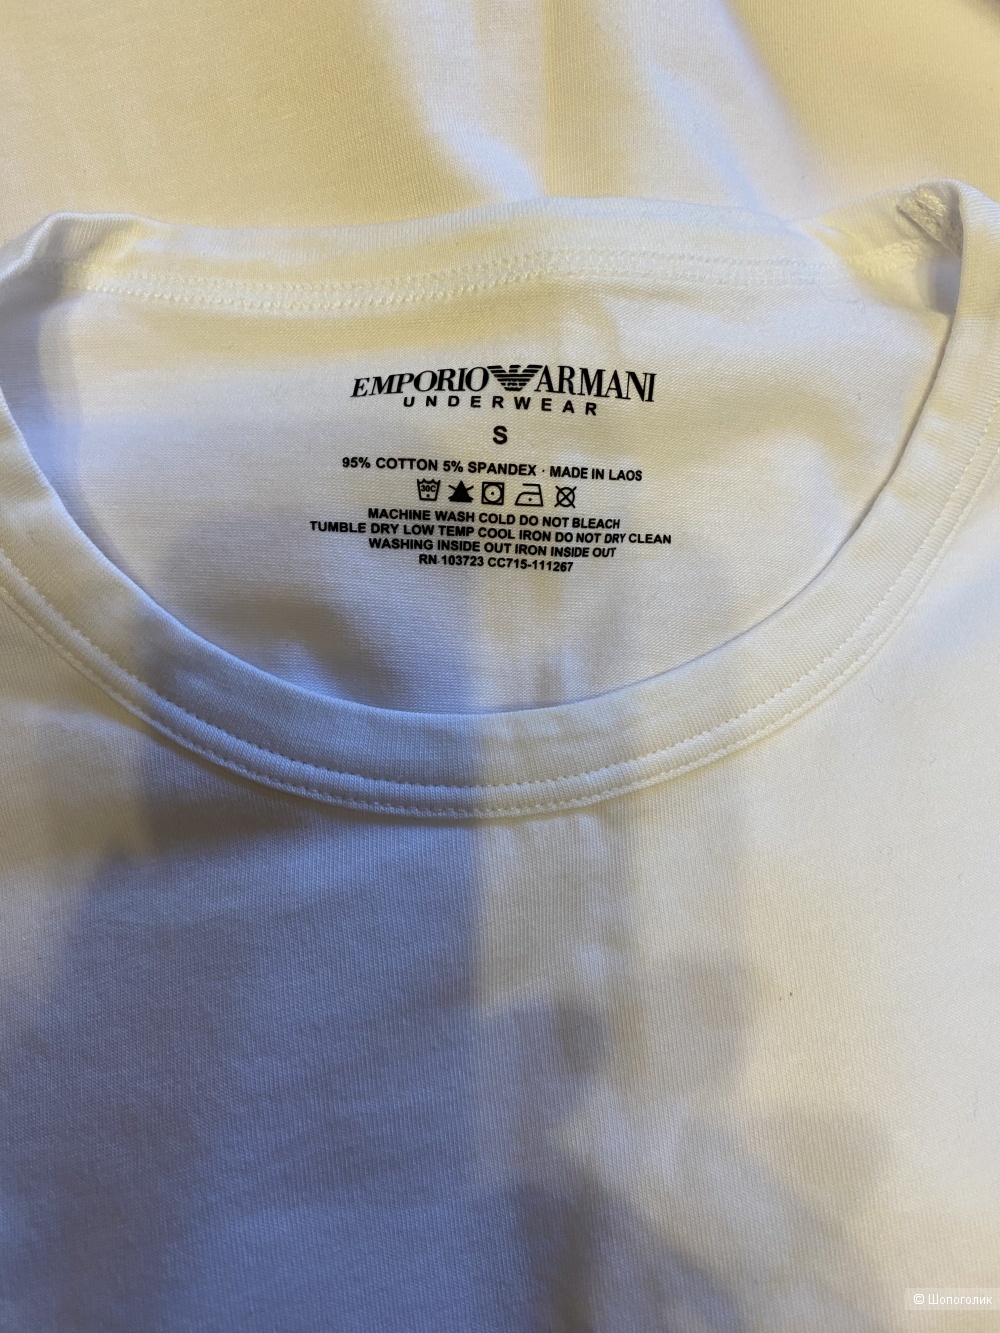 EMPORIO ARMANI
UNDERWEAR
S
95% COTTON 5% SPANDEX · MADE IN LAOS
30C
MACHINE WASH COLD DO NOT BLEACH
TUMBLE DRY LOW TEMP COOL IRON DO NOT DRY CLEAN
WASHING INSIDE OUT IRON INSIDE OUT
RN 103723 CC715-111267
© Шопоголик